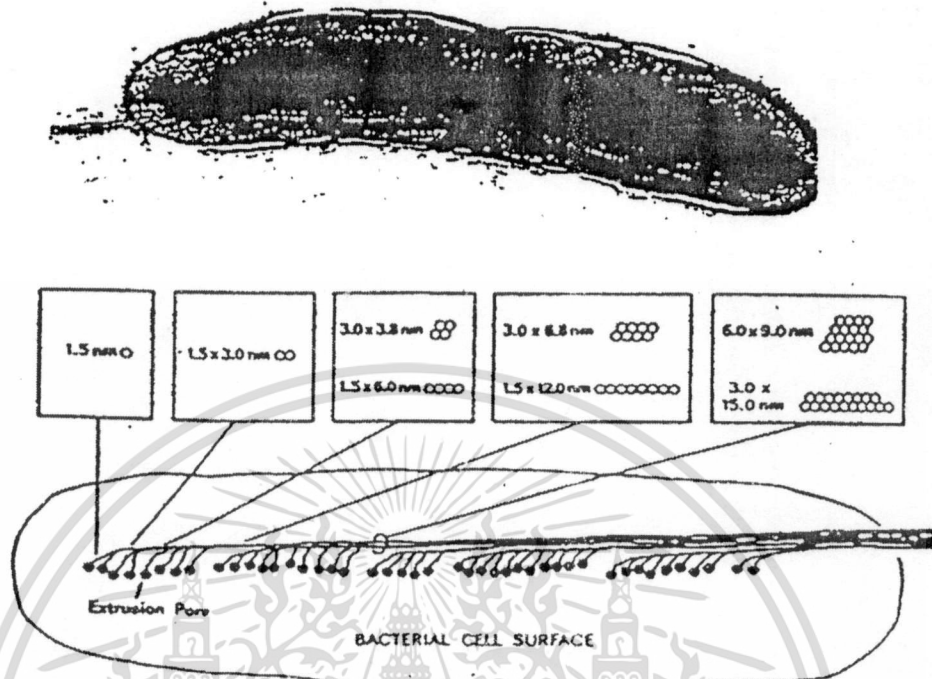 1.5 nm
1.5 x 3.0 nm
3.0 x 3.8 nm
1.5 x 6.0 nm
3.0 x 6.8 nm
1.5 x 12.0 nm
6.0 x 9.0 nm
3.0 x
15.0 nm
Extrusion Pore
BACTERIAL CELL SURFACE